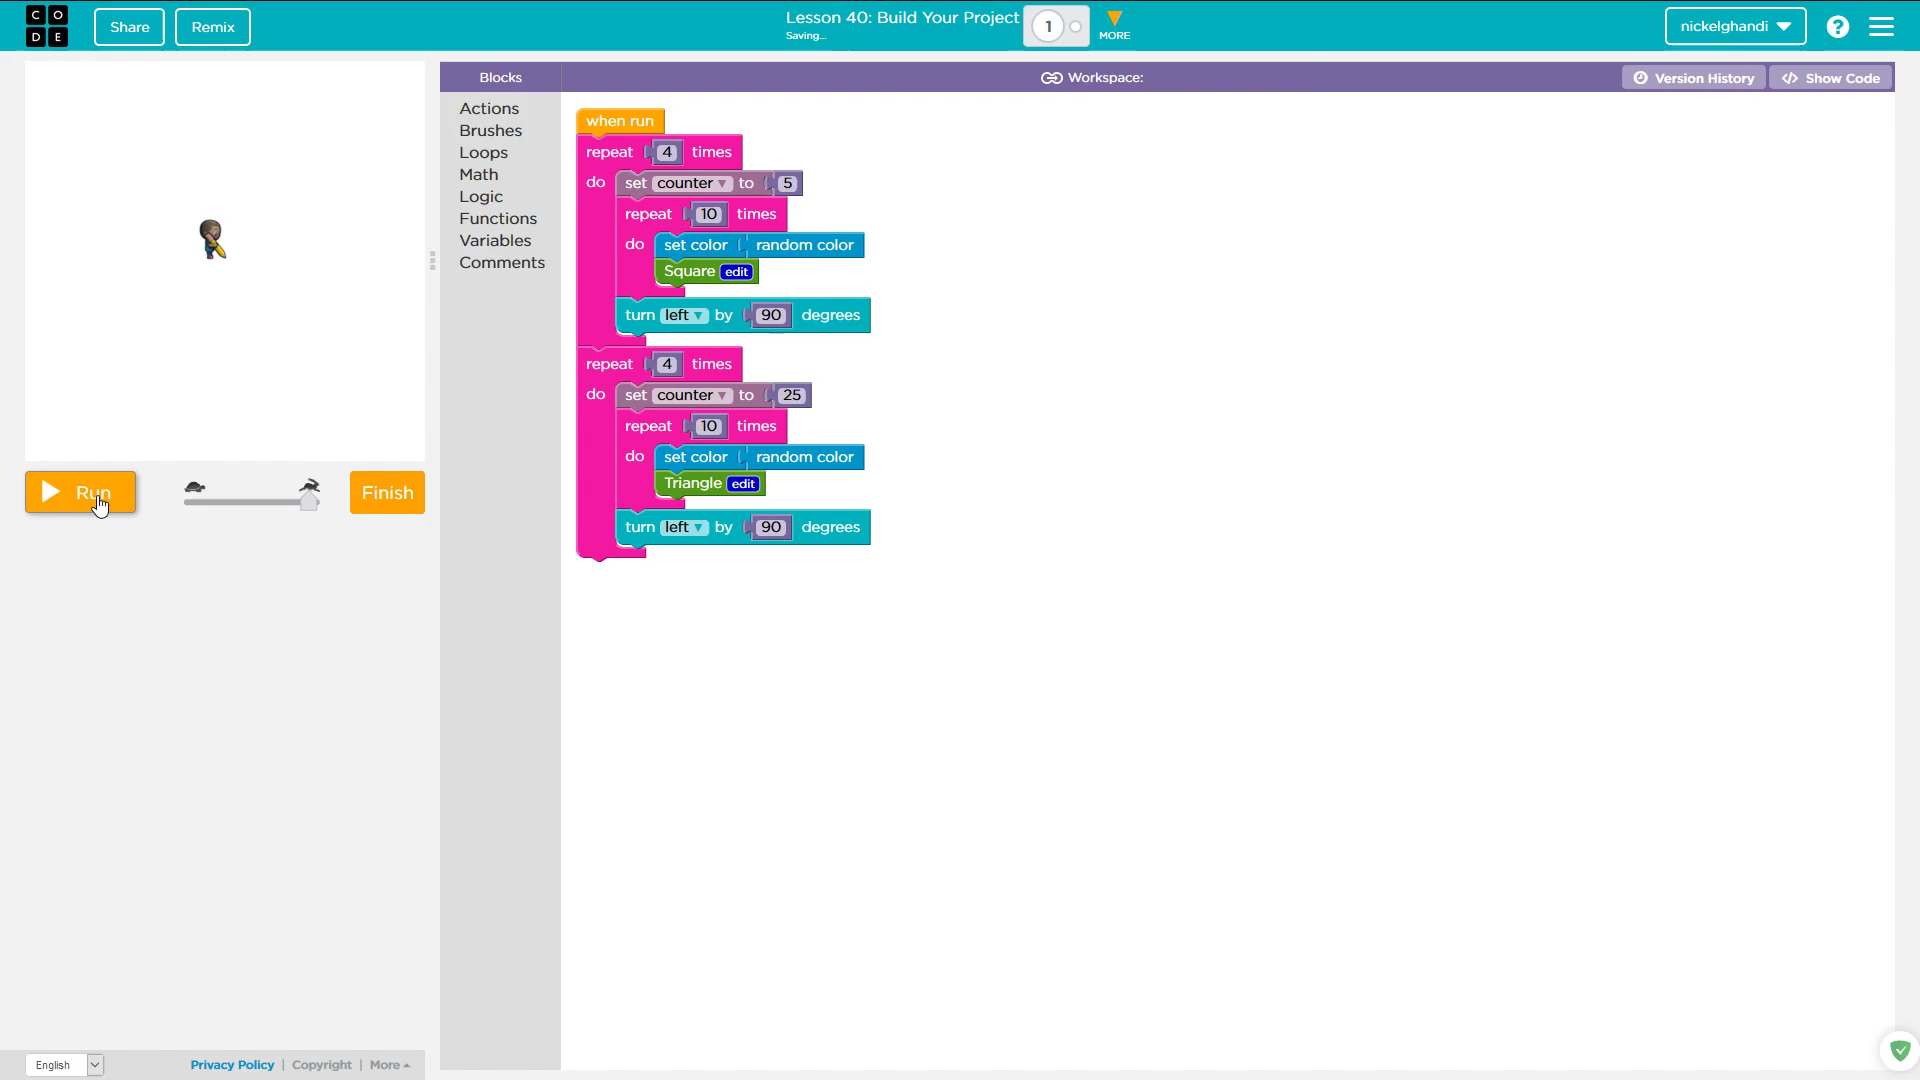 C O
D E
Share
Remix
Lesson 40: Build Your Project
Saving...
1
MORE
nickelghandi
?
Blocks
Workspace:
Version History
Show Code
Actions
Brushes
Loops
Math
Logic
Functions
Variables
Comments
when run
repeat 4 times
do set counter to 5
repeat 10 times
do set color random color
Square edit
turn left by 90 degrees
repeat 4 times
do set counter to 25
repeat 10 times
do set color random color
Triangle edit
turn left by 90 degrees
Run
Finish
English
Privacy Policy | Copyright | More